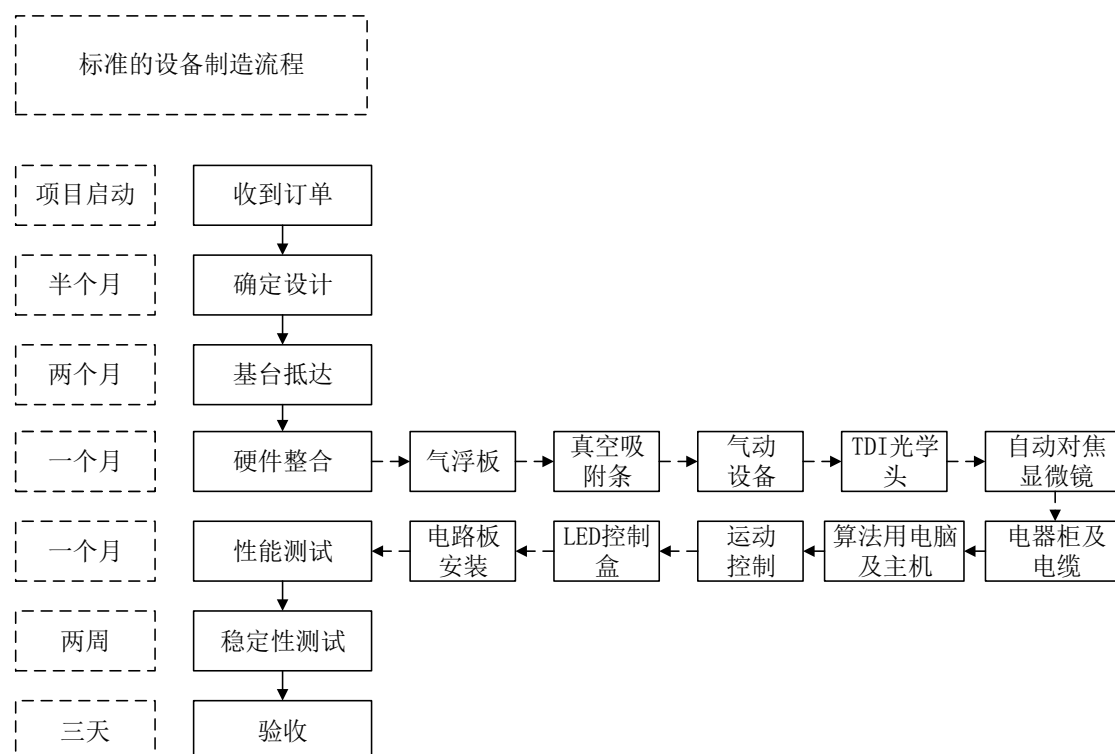 标准的设备制造流程
项目启动
收到订单
半个月
确定设计
两个月
基台抵达
一个月
硬件整合
气浮板
真空吸
附条
气动
设备
TDI光学
头
自动对焦
显微镜
一个月
性能测试
电路板
安装
LED控制
盒
运动
控制
算法用电脑
及主机
电器柜及
电缆
两周
稳定性测试
三天
验收